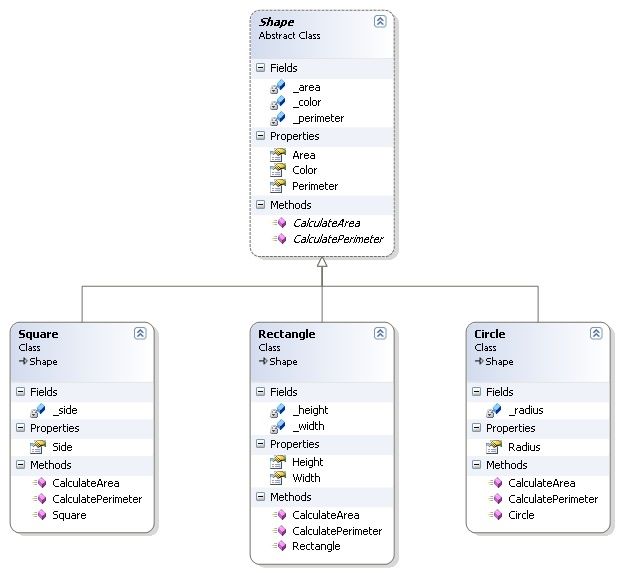 Shape
Abstract Class
Fields
_area
_color
_perimeter
Properties
Area
Color
Perimeter
Methods
CalculateArea
CalculatePerimeter
Square
Class
Shape
Fields
_side
Properties
Side
Methods
CalculateArea
CalculatePerimeter
Square
Rectangle
Class
Shape
Fields
_height
_width
Properties
Height
Width
Methods
CalculateArea
CalculatePerimeter
Rectangle
Circle
Class
Shape
Fields
_radius
Properties
Radius
Methods
CalculateArea
CalculatePerimeter
Circle